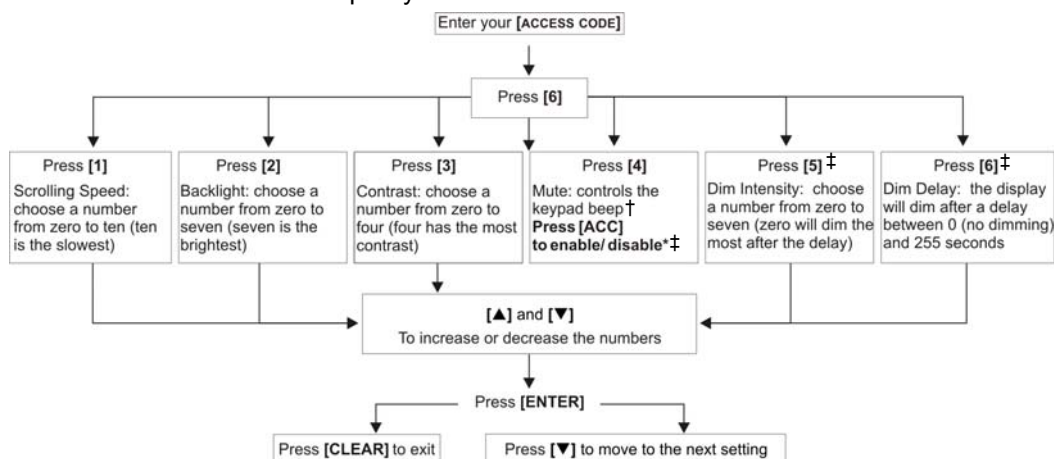 Enter your [ACCESS CODE]
Press [6]
Press [1]
Scrolling Speed:
choose a number
from zero to ten (ten
is the slowest)
Press [2]
Backlight: choose a
number from zero to
seven (seven is the
brightest)
Press [3]
Contrast: choose a
number from zero to
four (four has the most
contrast)
Press [4]
Mute: controls the
keypad beep†
Press [ACC]
to enable/ disable*‡
Press [5]‡
Dim Intensity: choose
a number from zero to
seven (zero will dim the
most after the delay)
Press [6]‡
Dim Delay: the display
will dim after a delay
between 0 (no dimming)
and 255 seconds
[▲] and [▼]
To increase or decrease the numbers
Press [ENTER]
Press [CLEAR] to exit
Press [▼] to move to the next setting